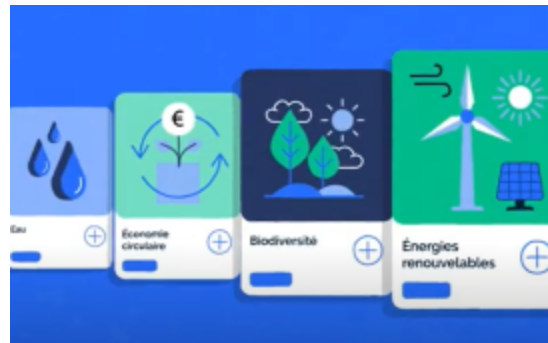 €
Eau
Économie
circulaire
Biodiversité
Énergies
renouvelables